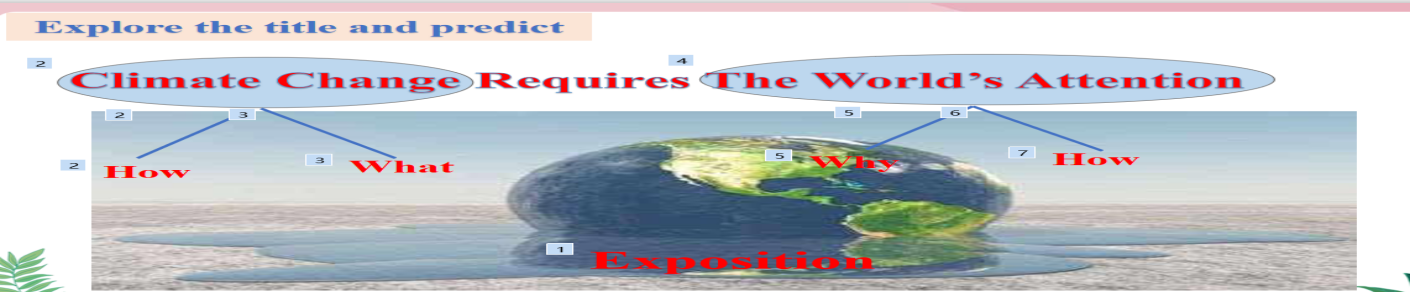 Explore the title and predict
2 4
Climate Change Requires The World's Attention
2 3 5 6
2 How 3 What 5 Why 7 How
1 Exposition